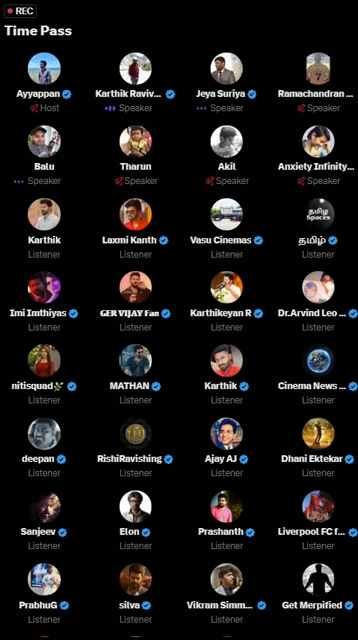 REC
Time Pass
Ayyappan Karthik Raviv... Jeya Suriya Ramachandran ...
Host Speaker Speaker Speaker
7
Balu Tharun Akil Anxiety Infinity...
Speaker Speaker Speaker Speaker
தமிழ்
Spaces
Karthik Laxmi Kanth Vasu Cinemas தமிழ்
Listener Listener Listener Listener
Imi Imthiyas GER VIJAY Fan Karthikeyan R Dr.Arvind Leo ...
Listener Listener Listener Listener
nitisquad🌿 MATHAN Karthik Cinema News ...
Listener Listener Listener Listener
deepan RishiRavishing Ajay AJ Dhani Ektekar
Listener Listener Listener Listener
Sanjeev Elon Prashanth Liverpool FC f...
Listener Listener Listener Listener
PrabhuG silva Vikram Simm... Get Merpified
Listener Listener Listener Listener